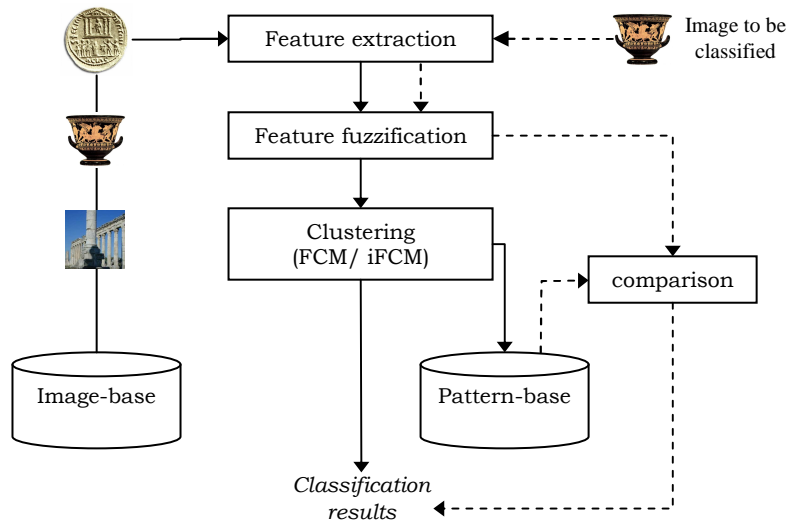 Feature extraction
Image to be
classified
Feature fuzzification
Clustering
(FCM/ iFCM)
comparison
Image-base
Pattern-base
Classification
results